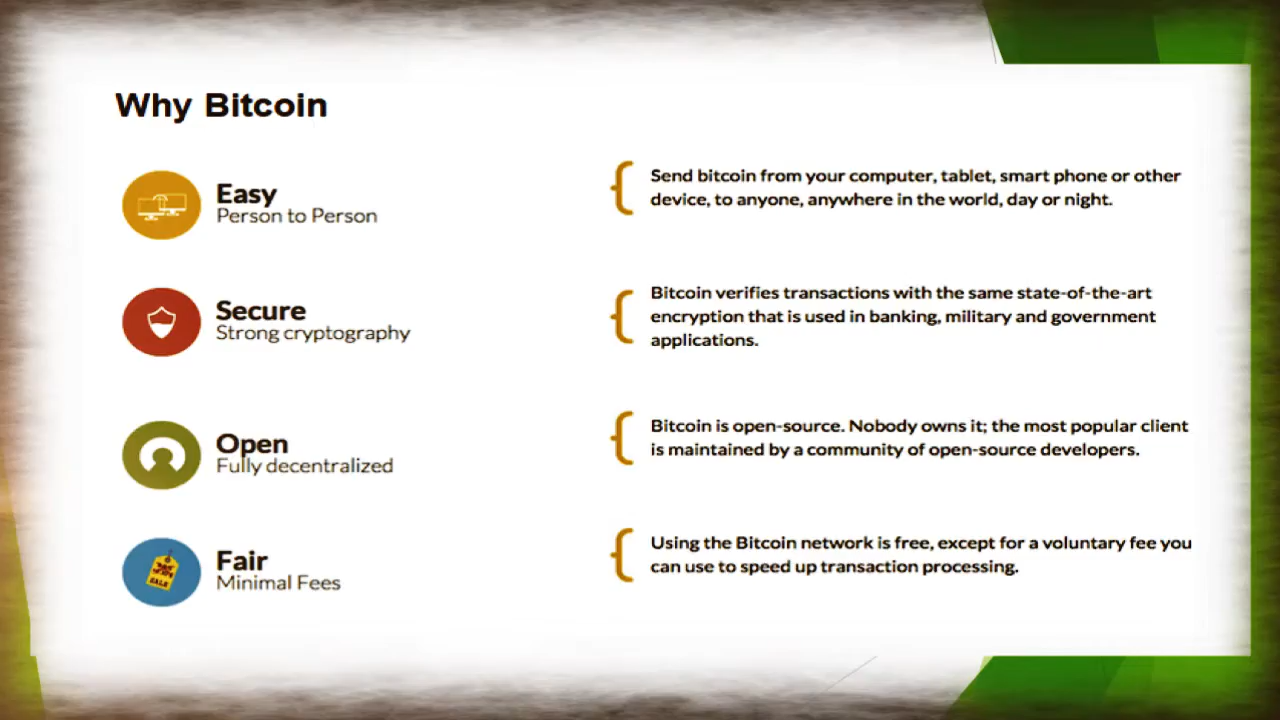 Why Bitcoin
Easy
Person to Person
Send bitcoin from your computer, tablet, smart phone or other
device, to anyone, anywhere in the world, day or night.
Secure
Strong cryptography
Bitcoin verifies transactions with the same state-of-the-art
encryption that is used in banking, military and government
applications.
Open
Fully decentralized
Bitcoin is open-source. Nobody owns it; the most popular client
is maintained by a community of open-source developers.
Fair
Minimal Fees
SALE
Using the Bitcoin network is free, except for a voluntary fee you
can use to speed up transaction processing.